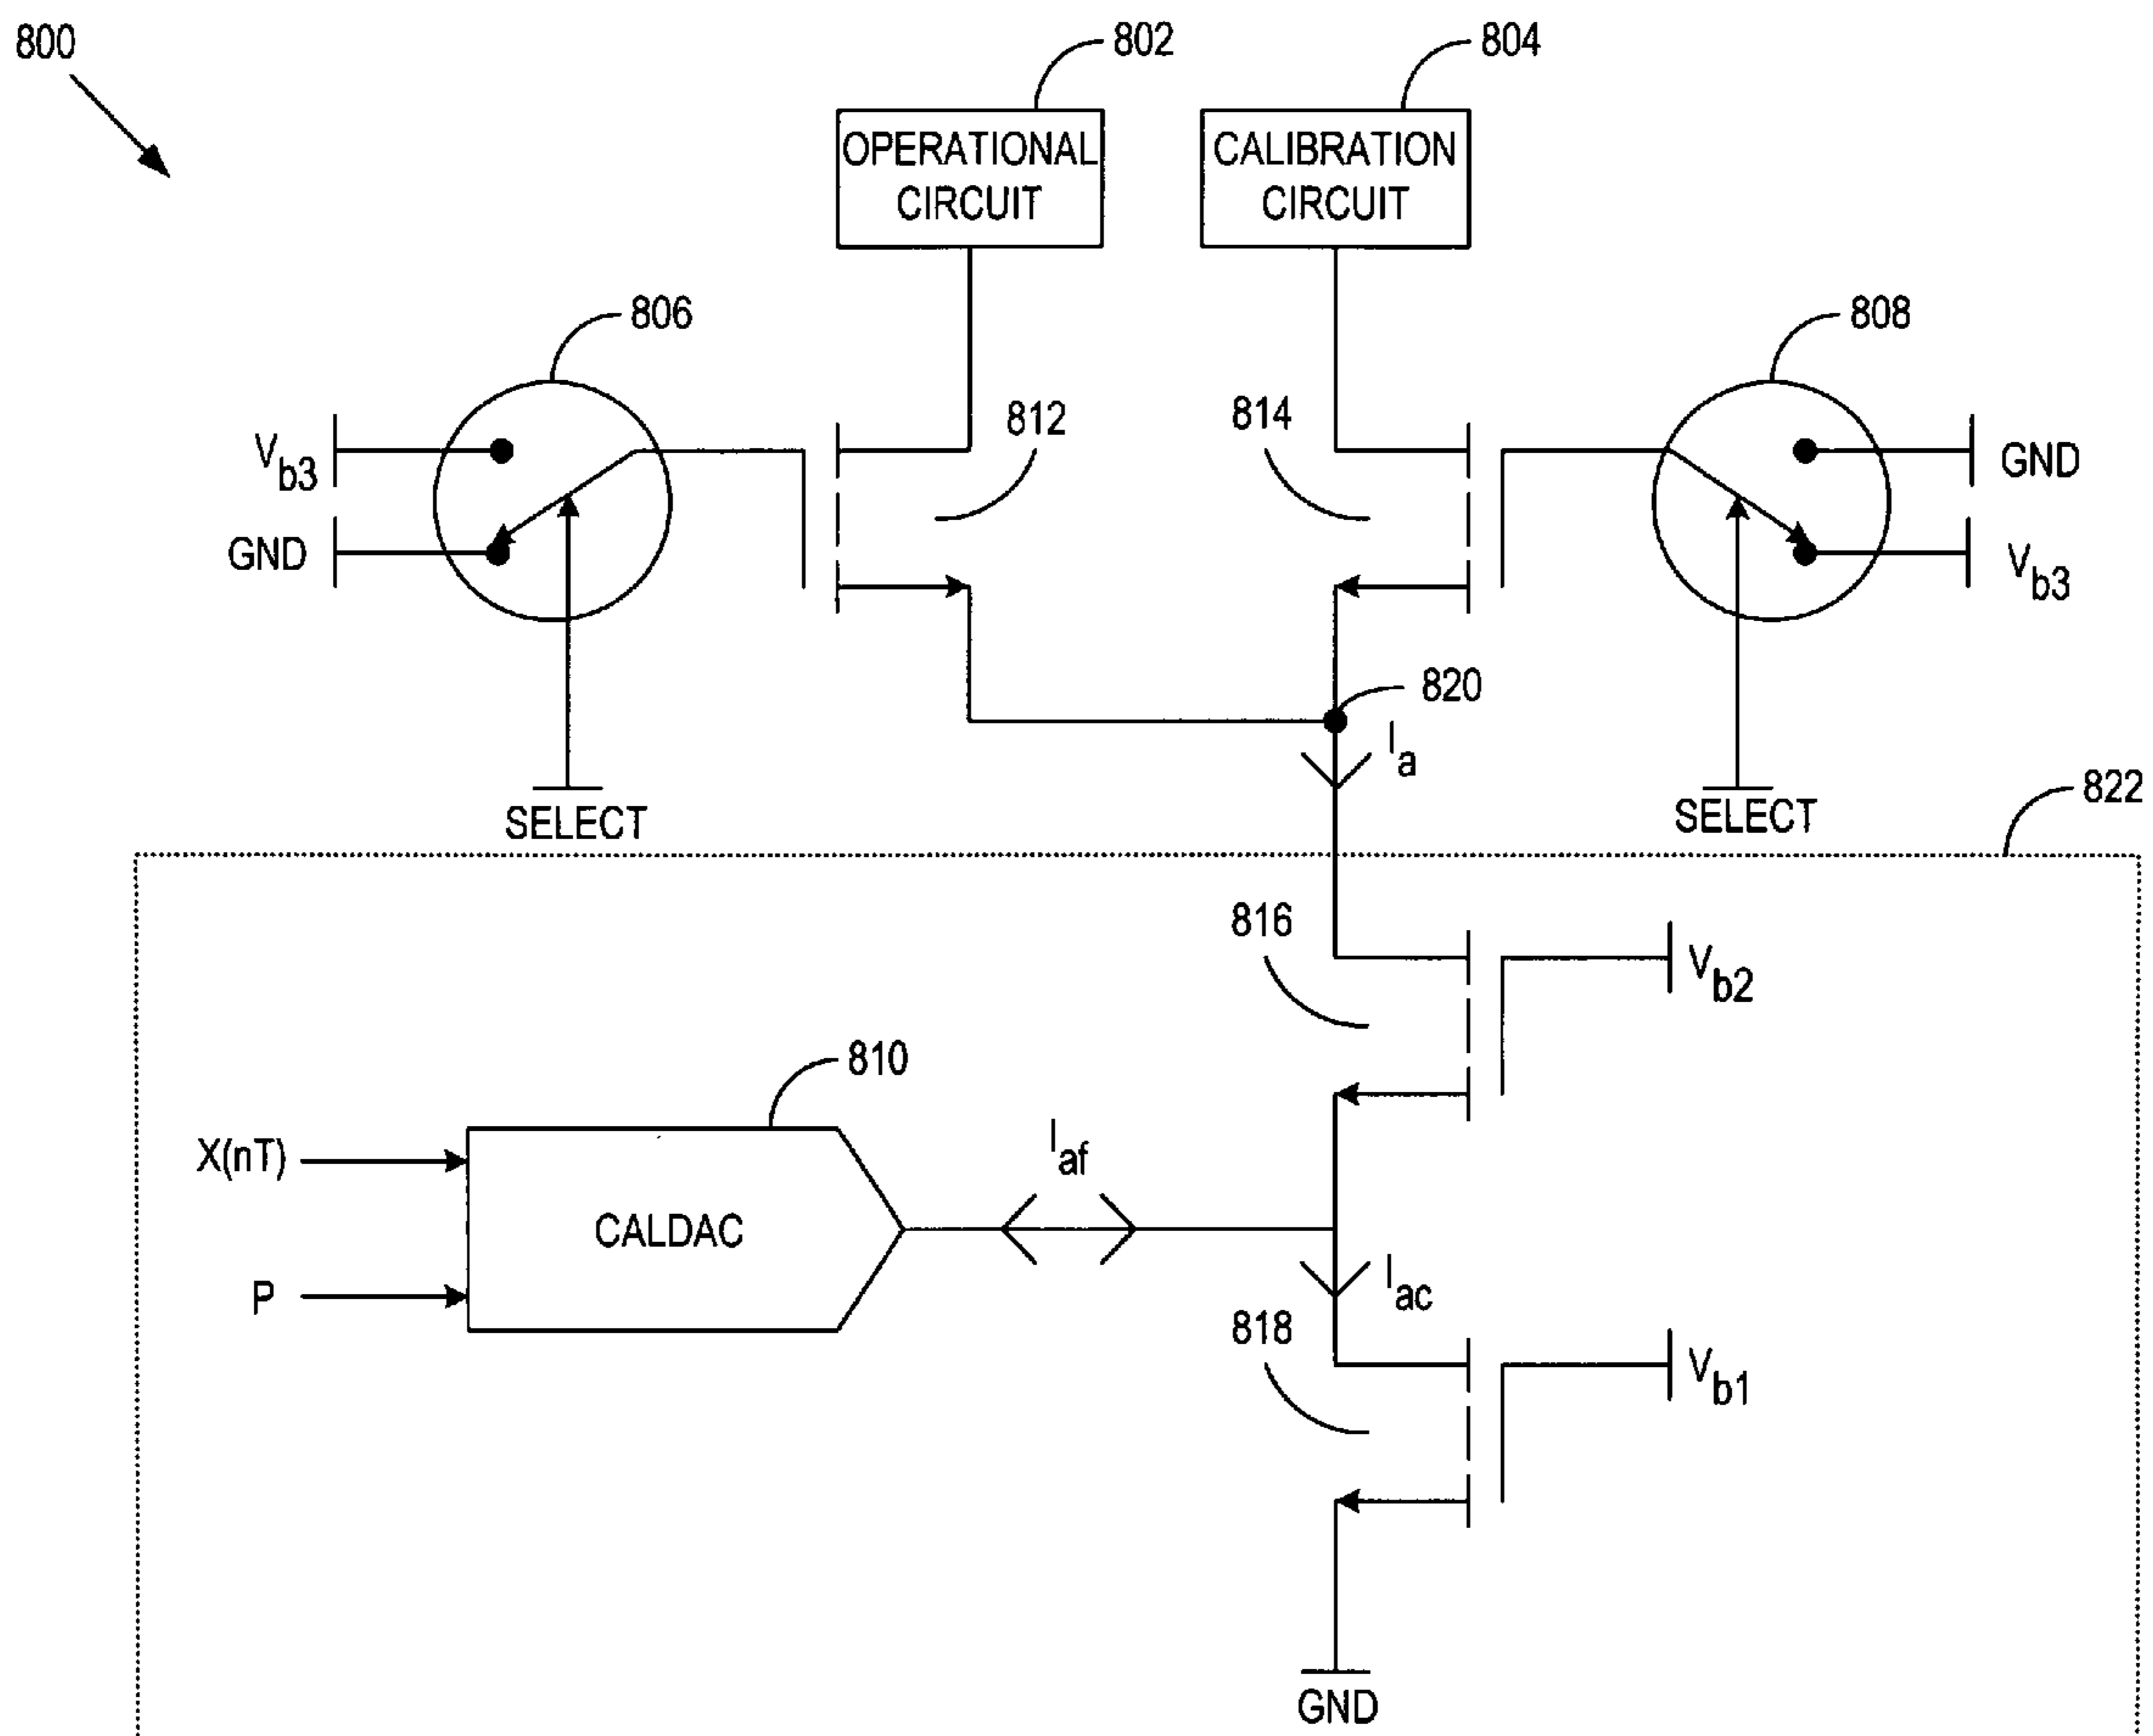 800
802
804
OPERATIONAL
CIRCUIT
CALIBRATION
CIRCUIT
806
808
812
814
Vb3
GND
GND
Vb3
820
Ia
SELECT
SELECT
822
816
Vb2
810
X(nT)
P
CALDAC
Iaf
Iac
818
Vb1
GND